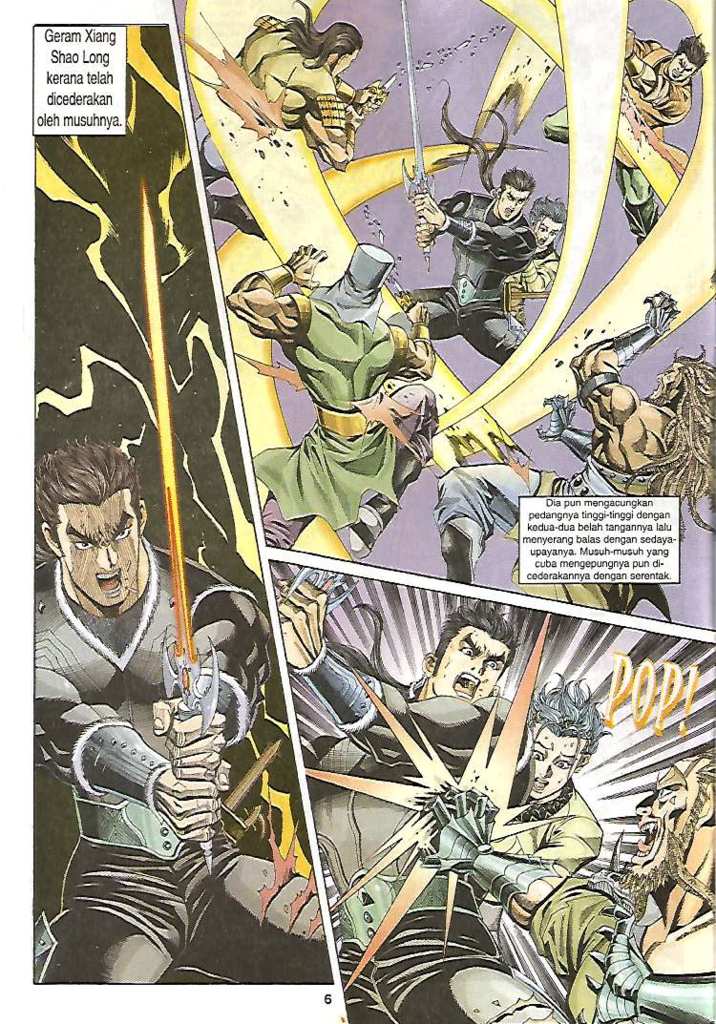 Geram Xiang
Shao Long
kerana telah
dicederakan
oleh musuhnya.
Dia pun mengacungkan
pedangnya tinggi-tinggi dengan
kedua-dua belah tangannya lalu
menyerang balas dengan sedaya-
upayanya. Musuh-musuh yang
cuba mengepungnya pun di-
cederakannya dengan serentak.
POP!
6